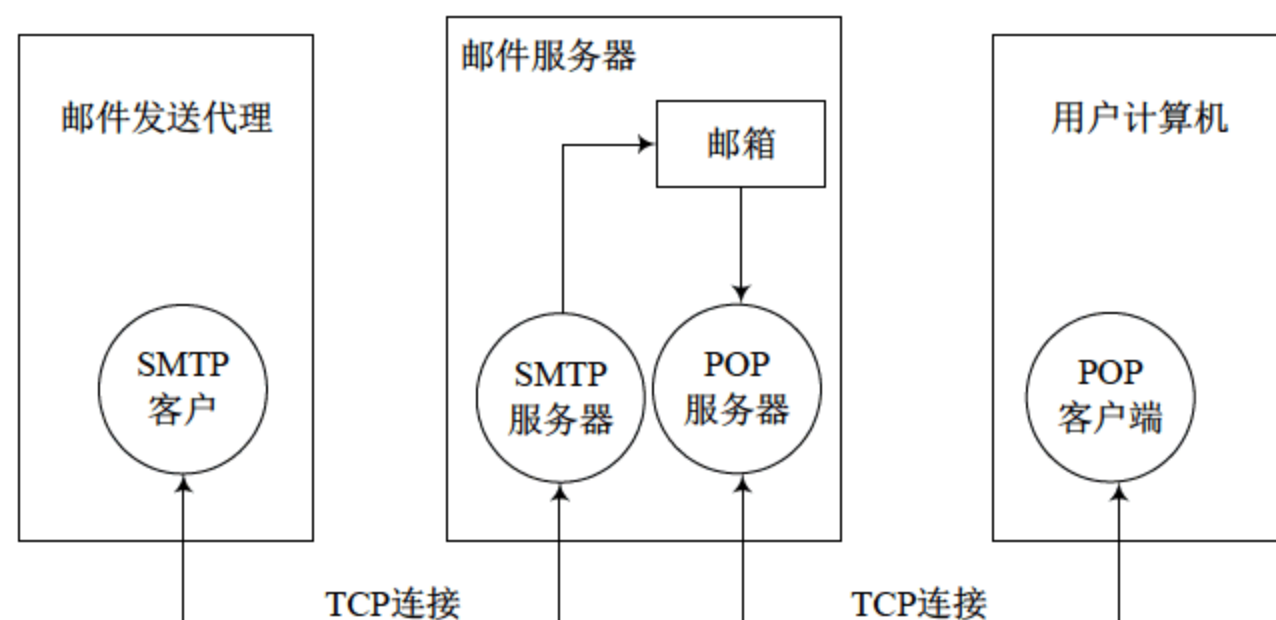 邮件发送代理
SMTP
客户
邮件服务器
邮箱
SMTP
服务器
POP
服务器
用户计算机
POP
客户端
TCP连接
TCP连接